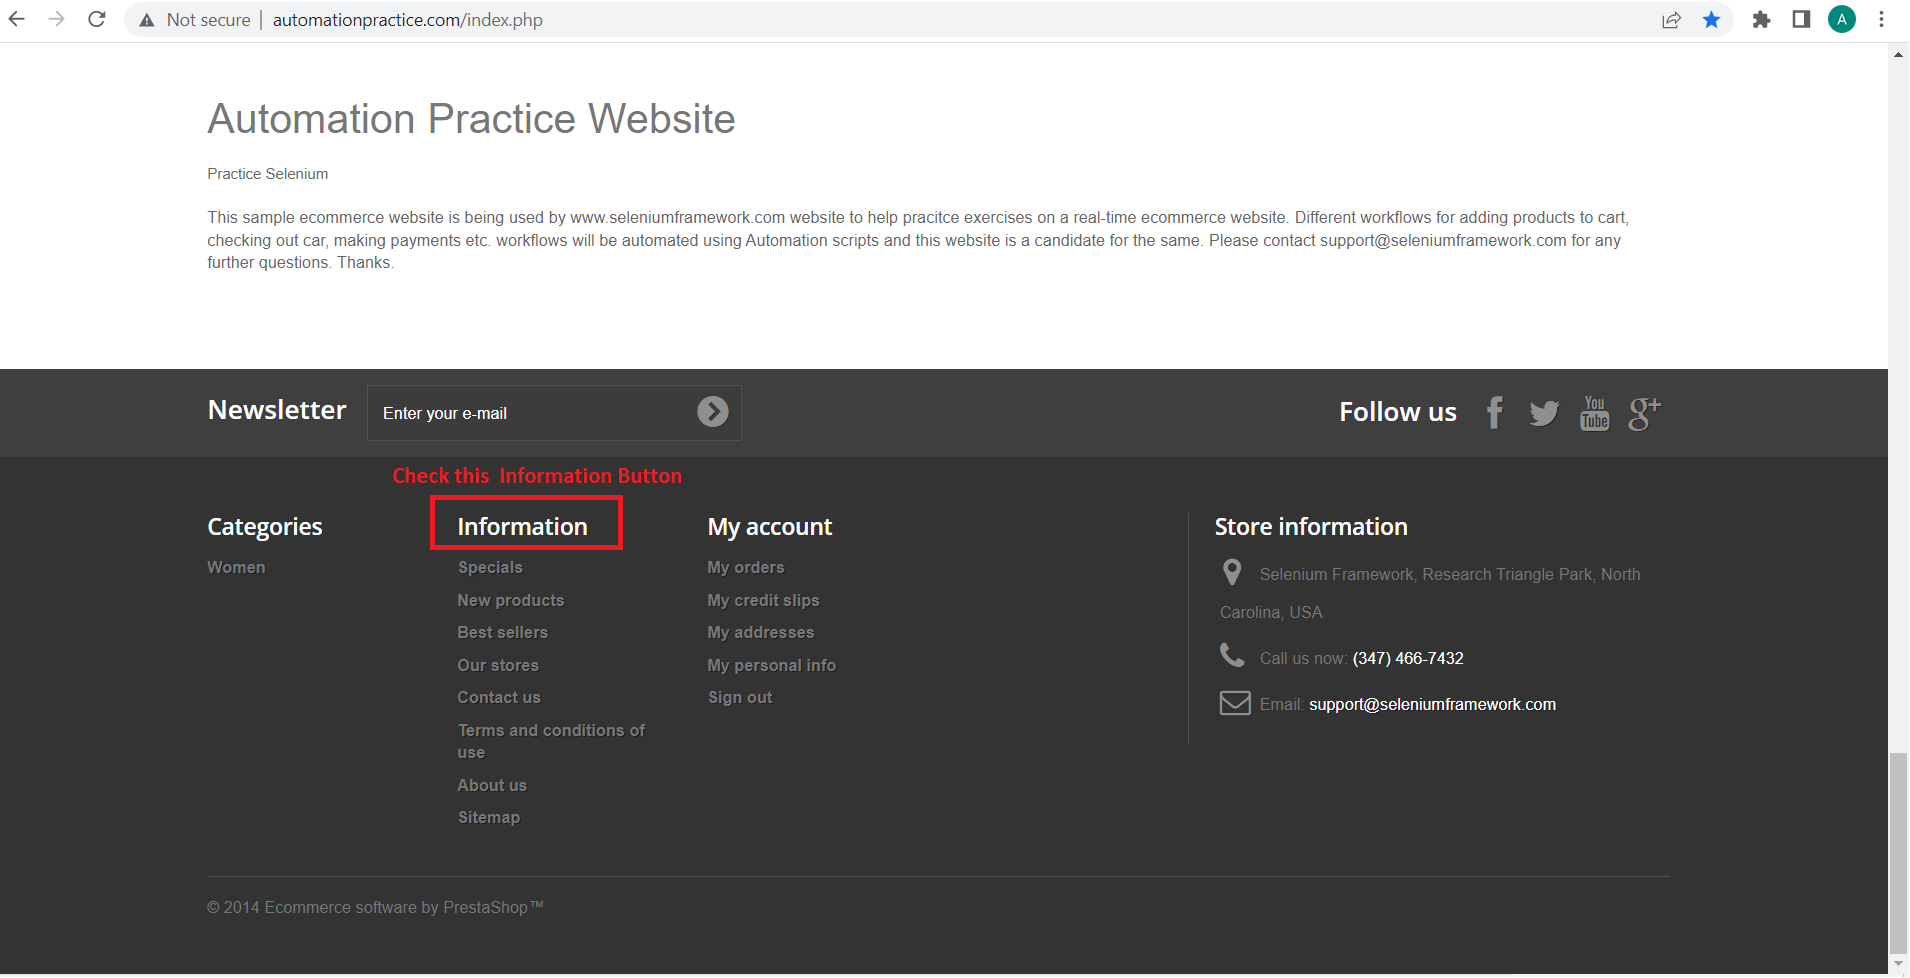 Not secure | automationpractice.com/index.php
A
Automation Practice Website
Practice Selenium
This sample ecommerce website is being used by www.seleniumframework.com website to help pracitce exercises on a real-time ecommerce website. Different workflows for adding products to cart,
checking out car, making payments etc. workflows will be automated using Automation scripts and this website is a candidate for the same. Please contact support@seleniumframework.com for any
further questions. Thanks.
Newsletter
Enter your e-mail
Follow us
You
Tube
g+
Check this Information Button
Categories
Women
Information
Specials
New products
Best sellers
Our stores
Contact us
Terms and conditions of
use
About us
Sitemap
My account
My orders
My credit slips
My addresses
My personal info
Sign out
Store information
Selenium Framework, Research Triangle Park, North
Carolina, USA
Call us now: (347) 466-7432
Email: support@seleniumframework.com
© 2014 Ecommerce software by PrestaShop™